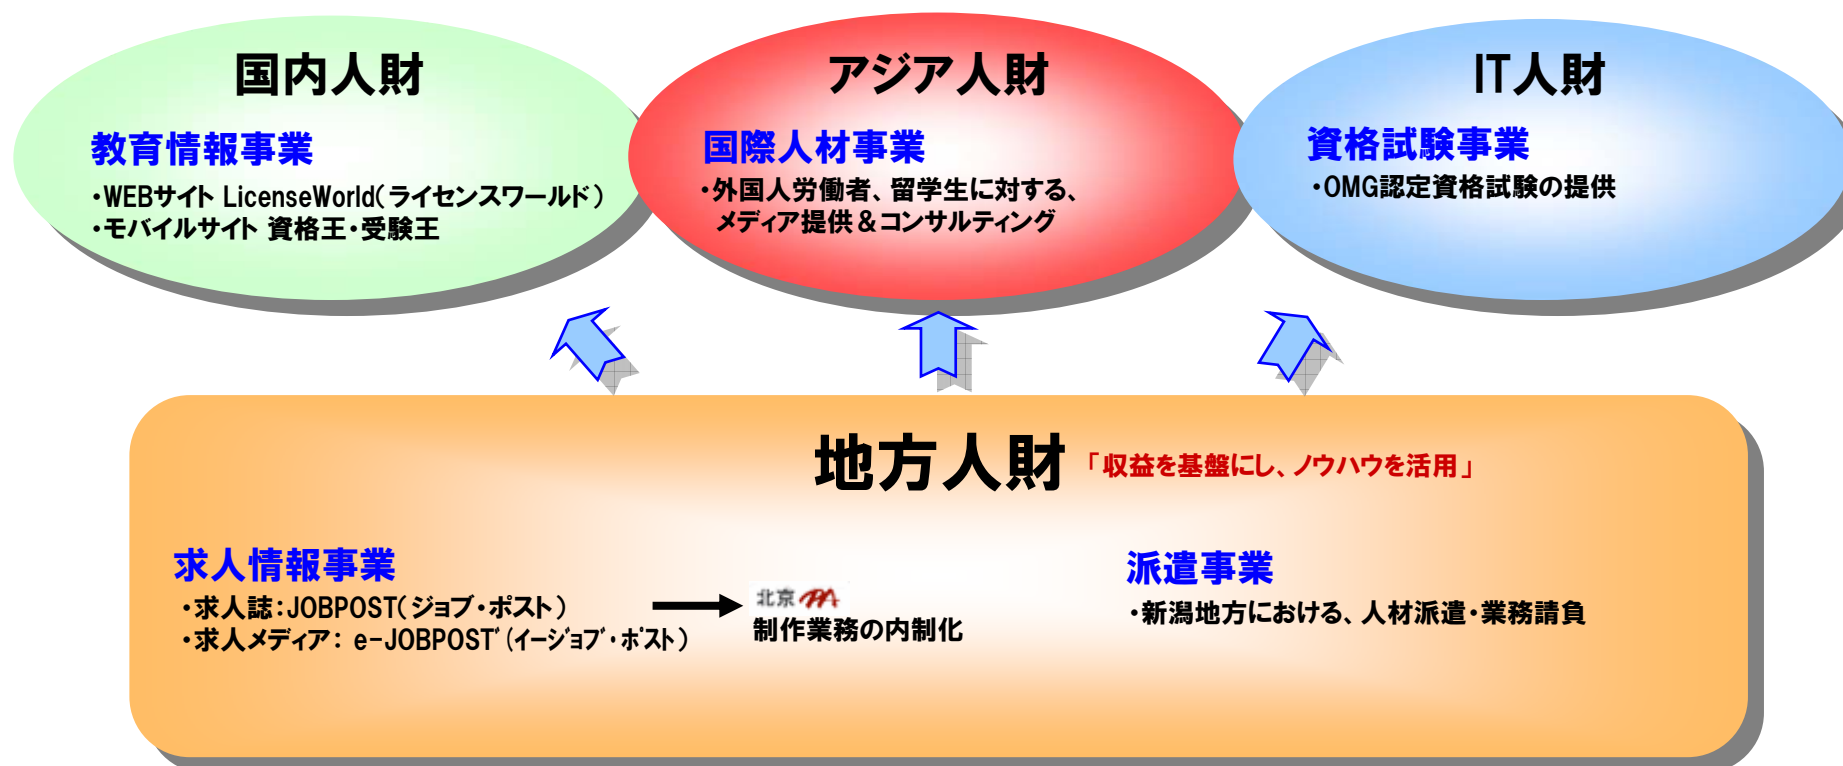 国内人財
教育情報事業
・WEBサイト LicenseWorld(ライセンスワールド)
・モバイルサイト 資格王・受験王
アジア人財
国際人材事業
・外国人労働者、留学生に対する、
メディア提供&コンサルティング
IT人財
資格試験事業
・OMG認定資格試験の提供
地方人財 「収益を基盤にし、ノウハウを活用」
求人情報事業
・求人誌:JOBPOST(ジョブ・ポスト)
・求人メディア: e-JOBPOSTﾞ(イージョブ・ポスト)
北京 PA
制作業務の内制化
派遣事業
・新潟地方における、人材派遣・業務請負